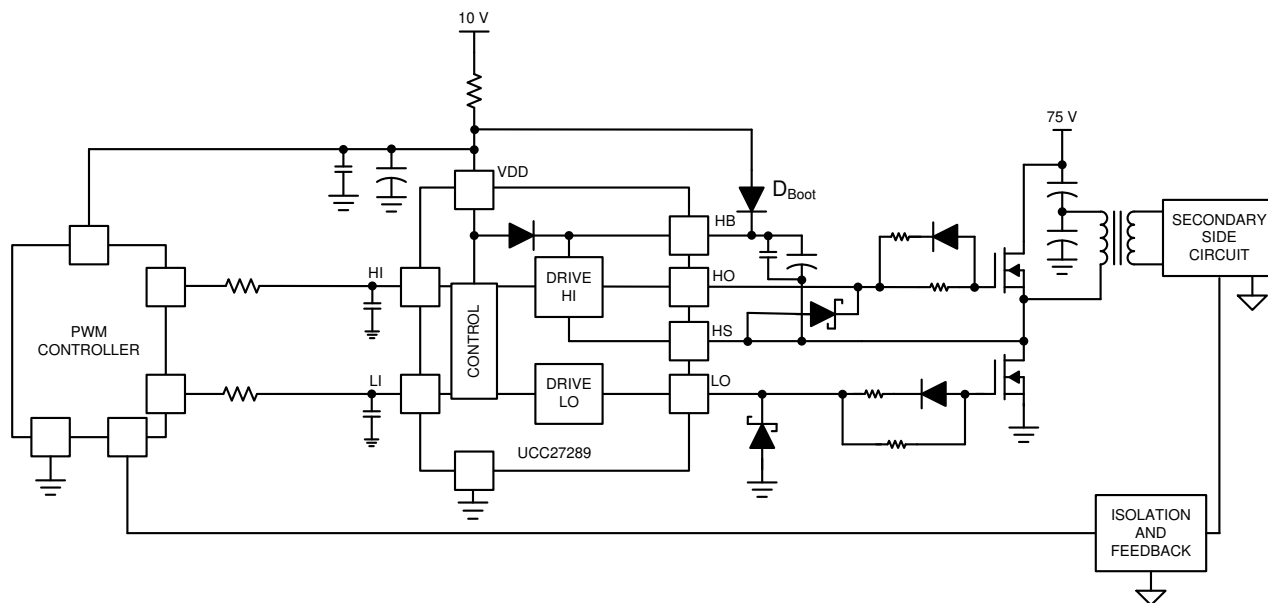 10 V
75 V
VDD
D_Boot
HB
SECONDARY
SIDE
CIRCUIT
HI
DRIVE
HI
HO
PWM
CONTROLLER
CONTROL
HS
LI
DRIVE
LO
LO
UCC27289
ISOLATION
AND
FEEDBACK